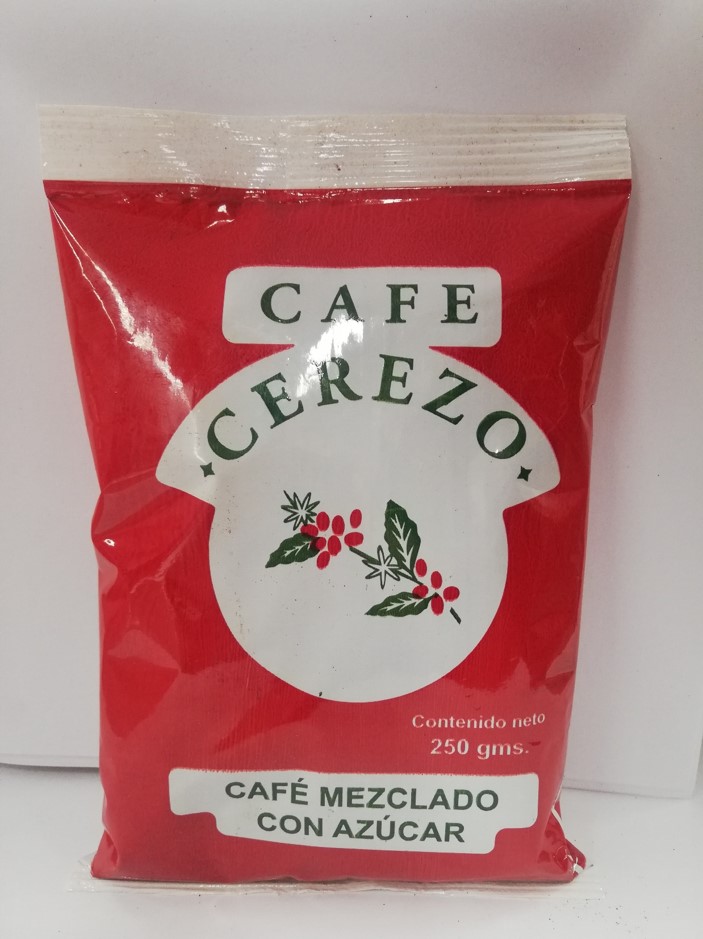 CAFE
CEREZO
Contenido neto
250 gms.
CAFÉ MEZCLADO
CON AZÚCAR